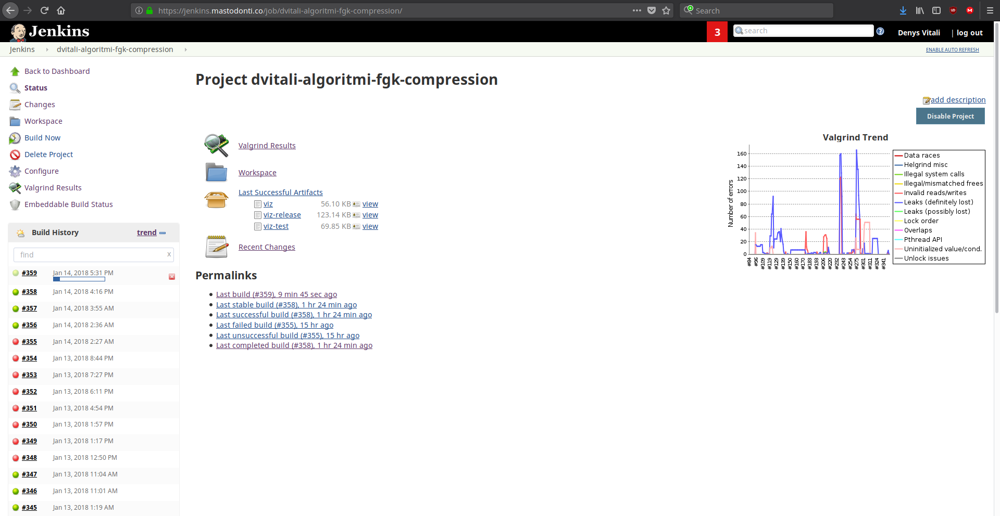 https://jenkins.mastodonti.co/job/dvitali-algoritmi-fgk-compression/
Search
Jenkins
3
search
Denys Vitali
| log out
Jenkins
dvitali-algoritmi-fgk-compression
ENABLE AUTO REFRESH
Back to Dashboard
Status
Changes
Workspace
Build Now
Delete Project
Configure
Valgrind Results
Embeddable Build Status
Build History
trend
find
x
#359 Jan 14, 2018 5:31 PM
#358 Jan 14, 2018 4:16 PM
#357 Jan 14, 2018 3:55 AM
#356 Jan 14, 2018 2:36 AM
#355 Jan 14, 2018 2:27 AM
#354 Jan 13, 2018 8:44 PM
#353 Jan 13, 2018 7:27 PM
#352 Jan 13, 2018 6:11 PM
#351 Jan 13, 2018 4:54 PM
#350 Jan 13, 2018 1:57 PM
#349 Jan 13, 2018 1:17 PM
#348 Jan 13, 2018 12:50 PM
#347 Jan 13, 2018 11:04 AM
#346 Jan 13, 2018 11:01 AM
#345 Jan 13, 2018 1:19 AM
Project dvitali-algoritmi-fgk-compression
add description
Disable Project
Valgrind Results
Workspace
Last Successful Artifacts
viz 56.10 KB view
viz-release 123.14 KB view
viz-test 69.85 KB view
Recent Changes
Permalinks
Last build (#359), 9 min 45 sec ago
Last stable build (#358), 1 hr 24 min ago
Last successful build (#358), 1 hr 24 min ago
Last failed build (#355), 15 hr ago
Last unsuccessful build (#355), 15 hr ago
Last completed build (#358), 1 hr 24 min ago
Valgrind Trend
Number of errors
160
140
120
100
80
60
40
20
0
#84 #96 #109 #119 #129 #139 #150 #160 #170 #183 #193 #206 #220 #232 #243 #254 #275 #301 #311 #324 #341
Data races
Helgrind misc
Illegal system calls
Illegal/mismatched frees
Invalid reads/writes
Leaks (definitely lost)
Leaks (possibly lost)
Lock order
Overlaps
Pthread API
Uninitialized value/cond.
Unlock issues